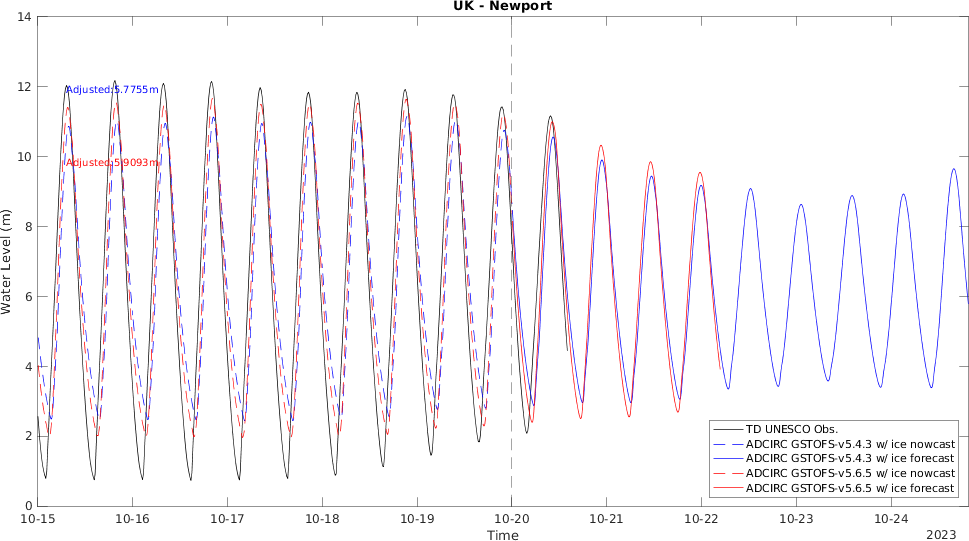 UK - Newport
14
12
10
8
6
4
2
0
Water Level (m)
Adjusted:5.7755m
Adjusted:5.9093m
TD UNESCO Obs.
ADCIRC GSTOFS-v5.4.3 w/ ice nowcast
ADCIRC GSTOFS-v5.4.3 w/ ice forecast
ADCIRC GSTOFS-v5.6.5 w/ ice nowcast
ADCIRC GSTOFS-v5.6.5 w/ ice forecast
10-15 10-16 10-17 10-18 10-19 10-20 10-21 10-22 10-23 10-24
Time
2023